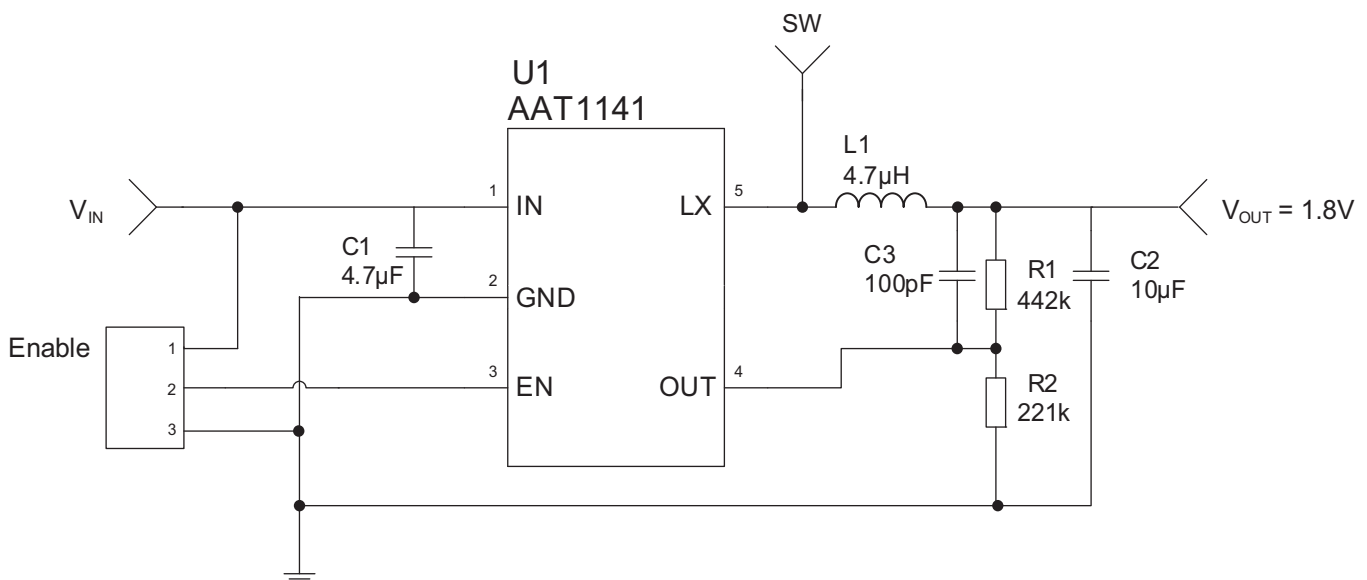 SW
U1
AAT1141
L1
4.7µH
V_IN
1
IN
LX
5
V_OUT = 1.8V
C1
4.7µF
C3
100pF
R1
442k
C2
10µF
2
GND
Enable
1
2
3
3
EN
OUT
4
R2
221k